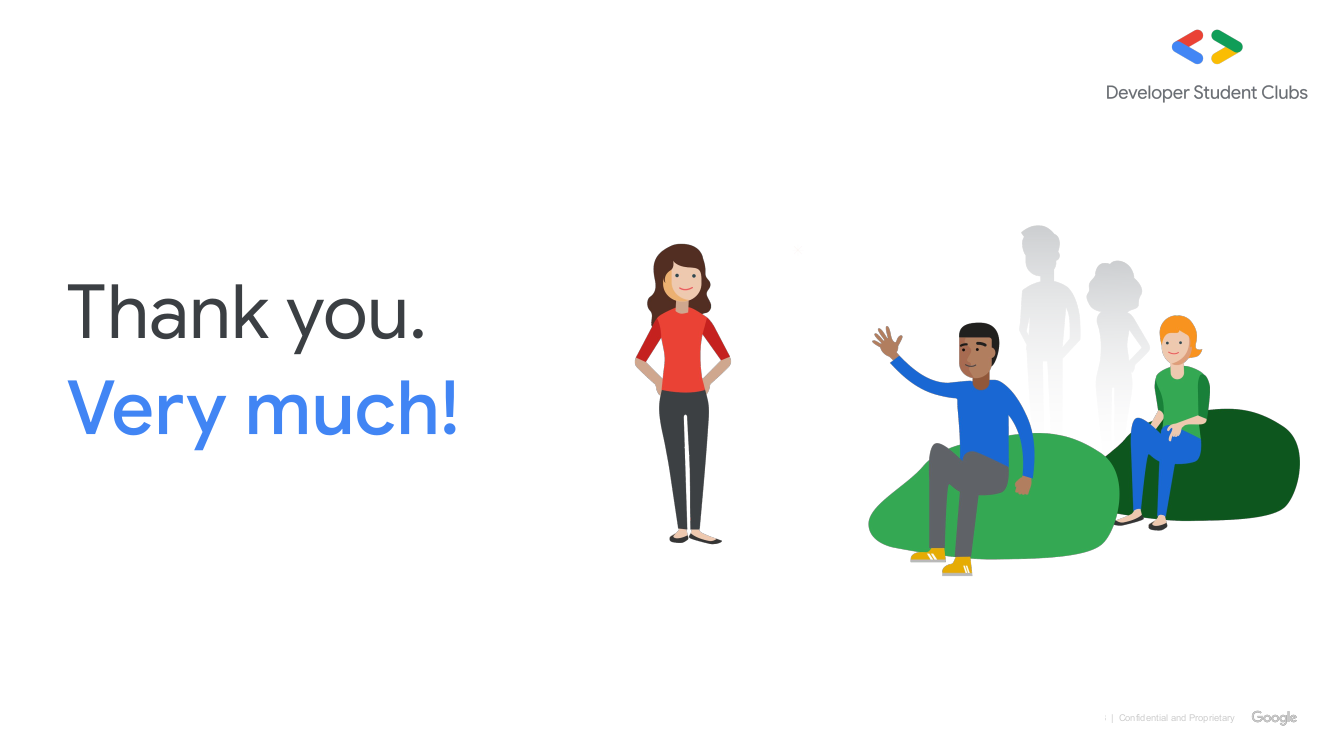 Developer Student Clubs
Thank you.
Very much!
| Confidential and Proprietary Google